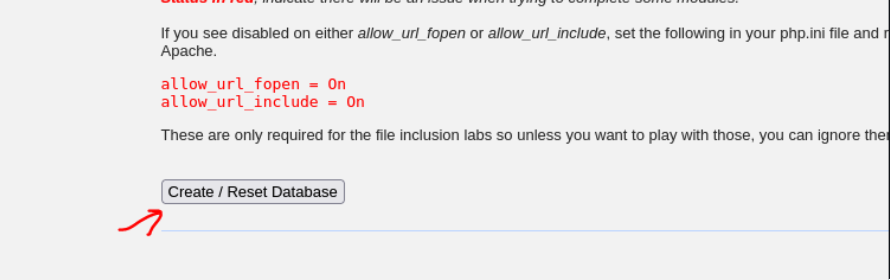 Status in red, indicate there will be an issue when trying to complete some modules.
If you see disabled on either allow_url_fopen or allow_url_include, set the following in your php.ini file and
Apache.
allow_url_fopen = On
allow_url_include = On
These are only required for the file inclusion labs so unless you want to play with those, you can ignore
Create / Reset Database